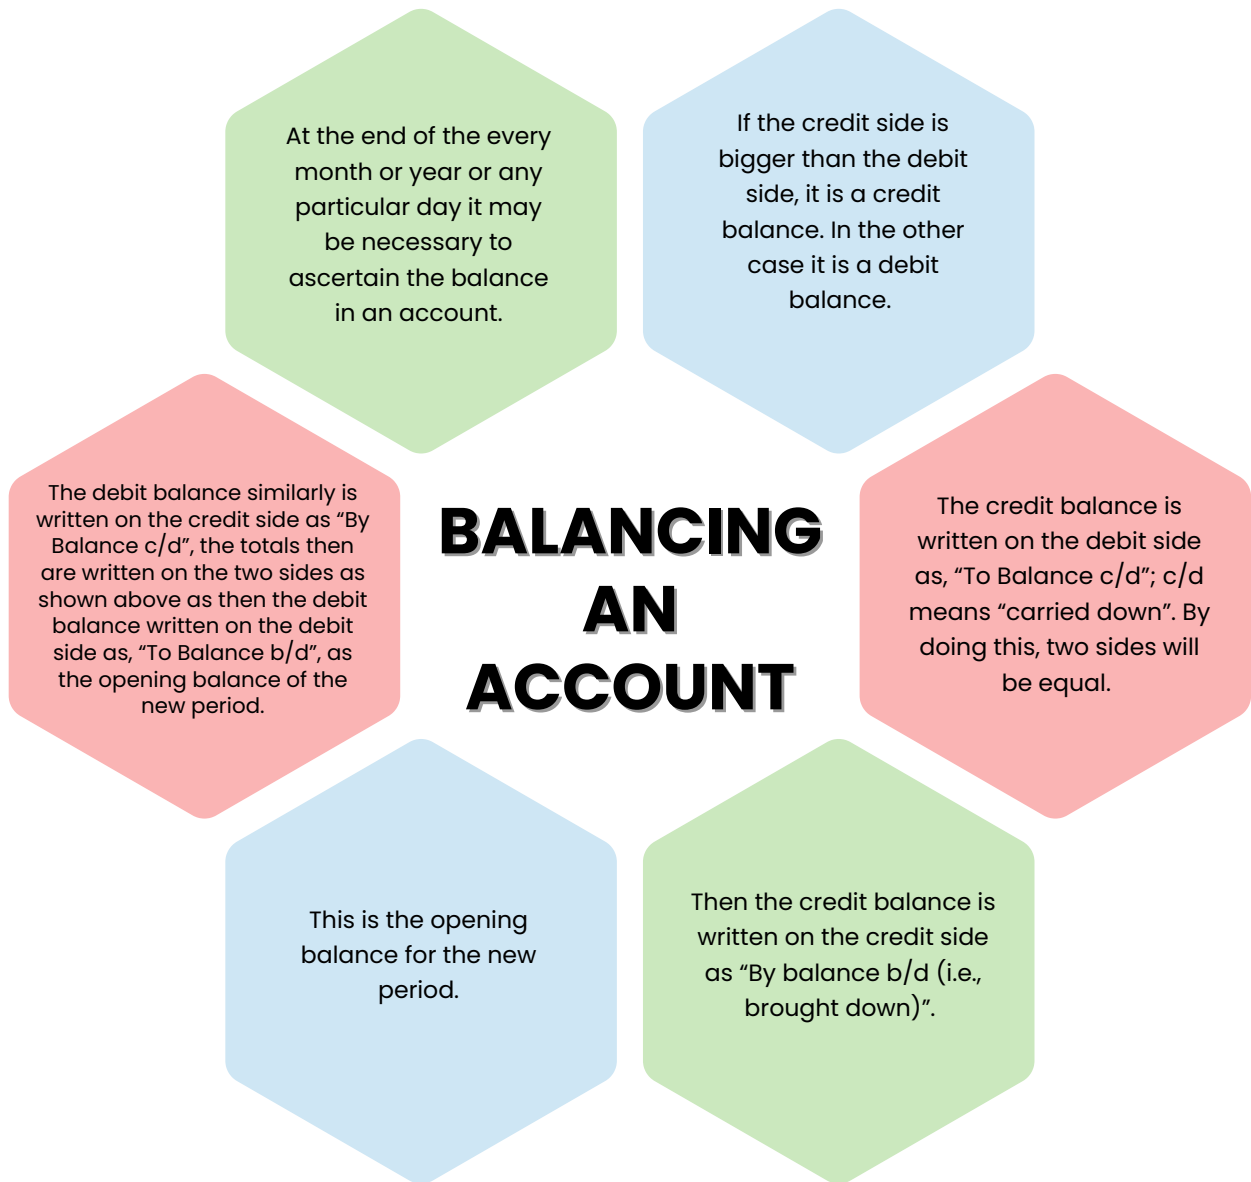 At the end of the every
month or year or any
particular day it may
be necessary to
ascertain the balance
in an account.
If the credit side is
bigger than the debit
side, it is a credit
balance. In the other
case it is a debit
balance.
The debit balance similarly is
written on the credit side as “By
Balance c/d”, the totals then
are written on the two sides as
shown above as then the debit
balance written on the debit
side as, “To Balance b/d”, as
the opening balance of the
new period.
BALANCING
AN
ACCOUNT
The credit balance is
written on the debit side
as, “To Balance c/d”; c/d
means “carried down”. By
doing this, two sides will
be equal.
This is the opening
balance for the new
period.
Then the credit balance is
written on the credit side
as “By balance b/d (i.e.,
brought down)”.